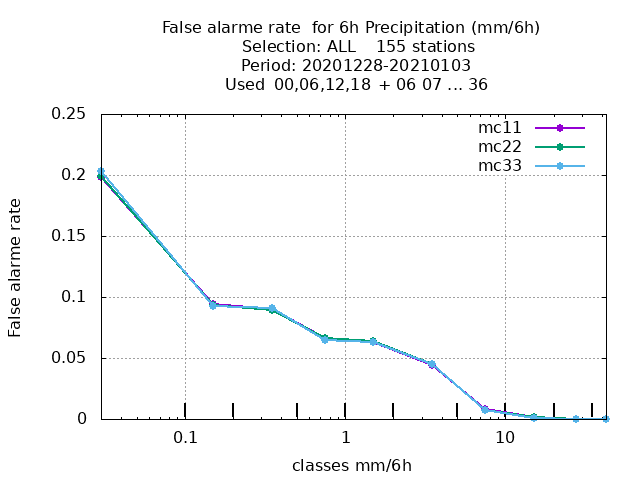 False alarme rate  for 6h Precipitation (mm/6h)
Selection: ALL    155 stations
Period: 20201228-20210103
Used  00,06,12,18  + 06 07 ... 36
0.25
0.2
0.15
0.1
0.05
0
False alarme rate
mc11
mc22
mc33
0.1 1 10
classes mm/6h